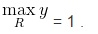 max y = 1 .
R